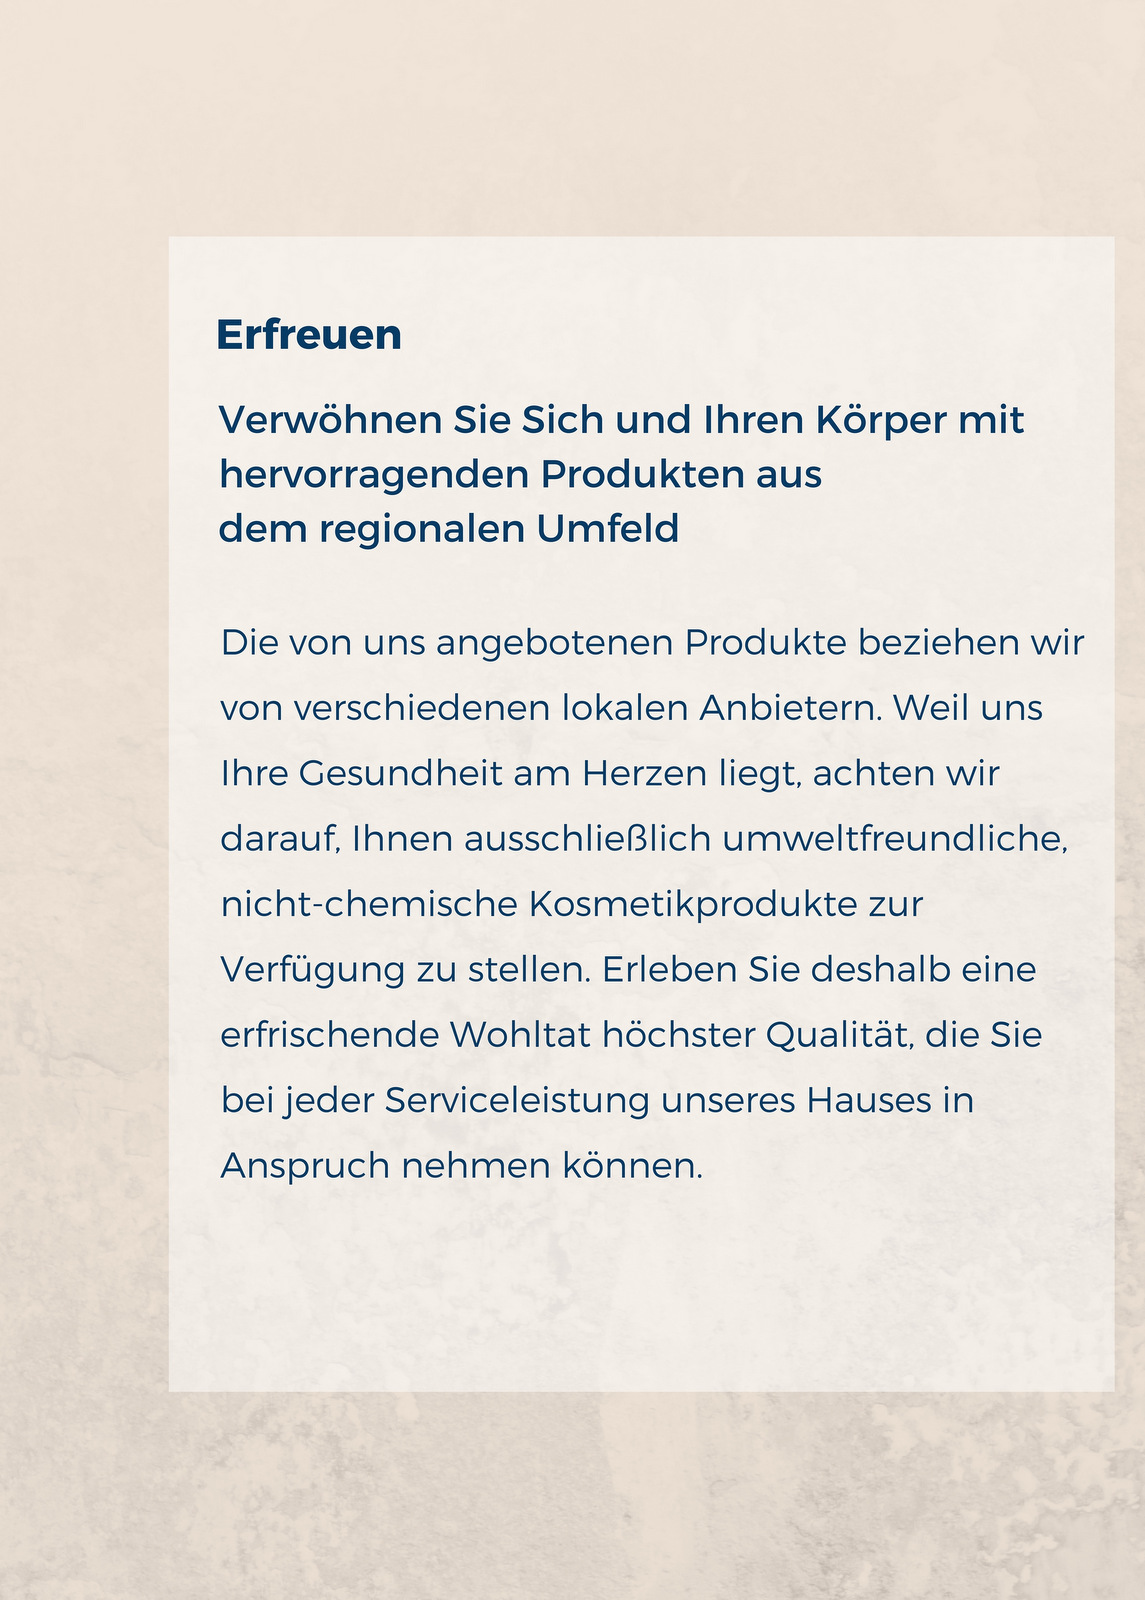 Erfreuen
Verwöhnen Sie Sich und Ihren Körper mit
hervorragenden Produkten aus
dem regionalen Umfeld
Die von uns angebotenen Produkte beziehen wir
von verschiedenen lokalen Anbietern. Weil uns
Ihre Gesundheit am Herzen liegt, achten wir
darauf, Ihnen ausschließlich umweltfreundliche,
nicht-chemische Kosmetikprodukte zur
Verfügung zu stellen. Erleben Sie deshalb eine
erfrischende Wohltat höchster Qualität, die Sie
bei jeder Serviceleistung unseres Hauses in
Anspruch nehmen können.